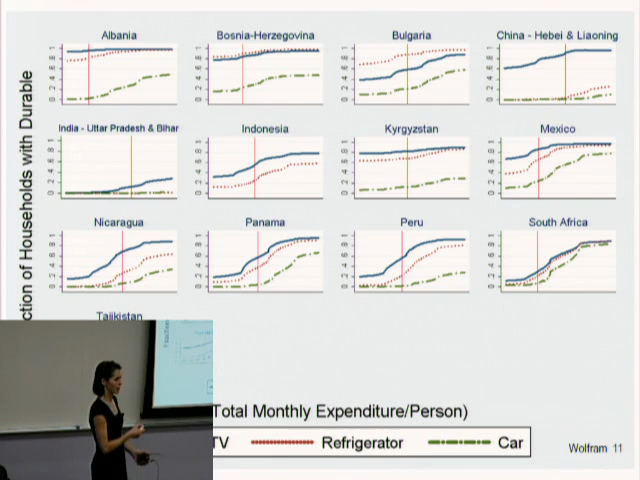 Albania
Bosnia-Herzegovina
Bulgaria
China - Hebei & Liaoning
India - Uttar Pradesh & Bihar
Indonesia
Kyrgyzstan
Mexico
Nicaragua
Panama
Peru
South Africa
Tajikistan
ction of Households with Durable
Total Monthly Expenditure/Person)
TV Refrigerator Car
Wolfram 11